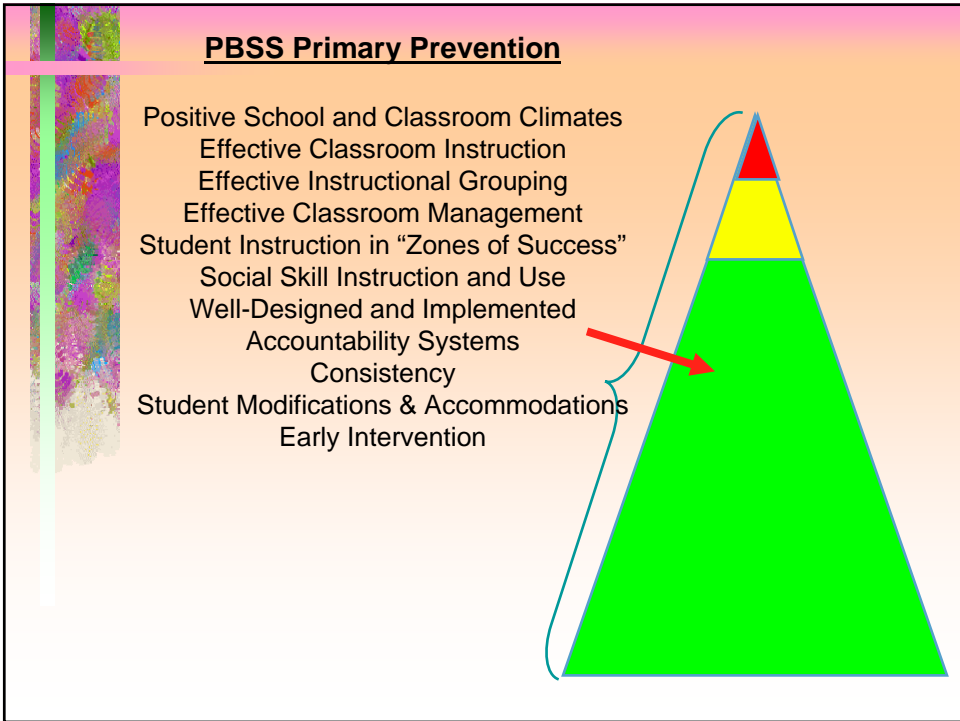 PBSS Primary Prevention
Positive School and Classroom Climates
Effective Classroom Instruction
Effective Instructional Grouping
Effective Classroom Management
Student Instruction in “Zones of Success”
Social Skill Instruction and Use
Well-Designed and Implemented
Accountability Systems
Consistency
Student Modifications & Accommodations
Early Intervention